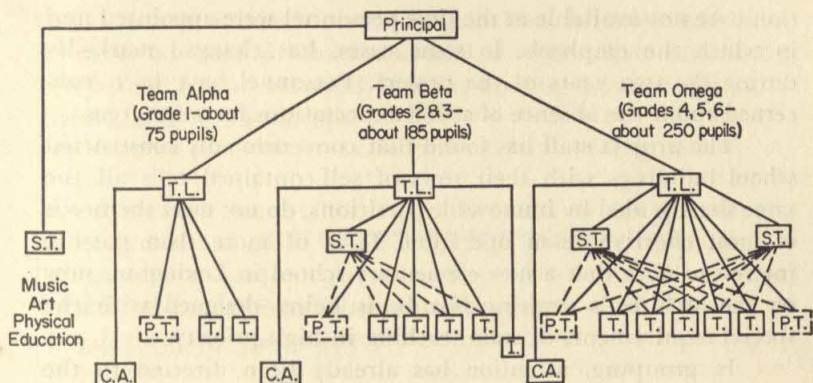 Principal
Team Alpha
(Grade 1-about
75 pupils)
Team Beta
(Grades 2&3-
about 185 pupils)
Team Omega
(Grades 4,5,6-
about 250 pupils)
T.L.
T.L.
T.L.
S.T.
S.T.
S.T.
S.T.
Music
Art
Physical
Education
P.T.
T.
T.
P.T.
T.
T.
T.
T.
I.
P.T.
T.
T.
T.
T.
T.
P.T.
C.A.
C.A.
C.A.